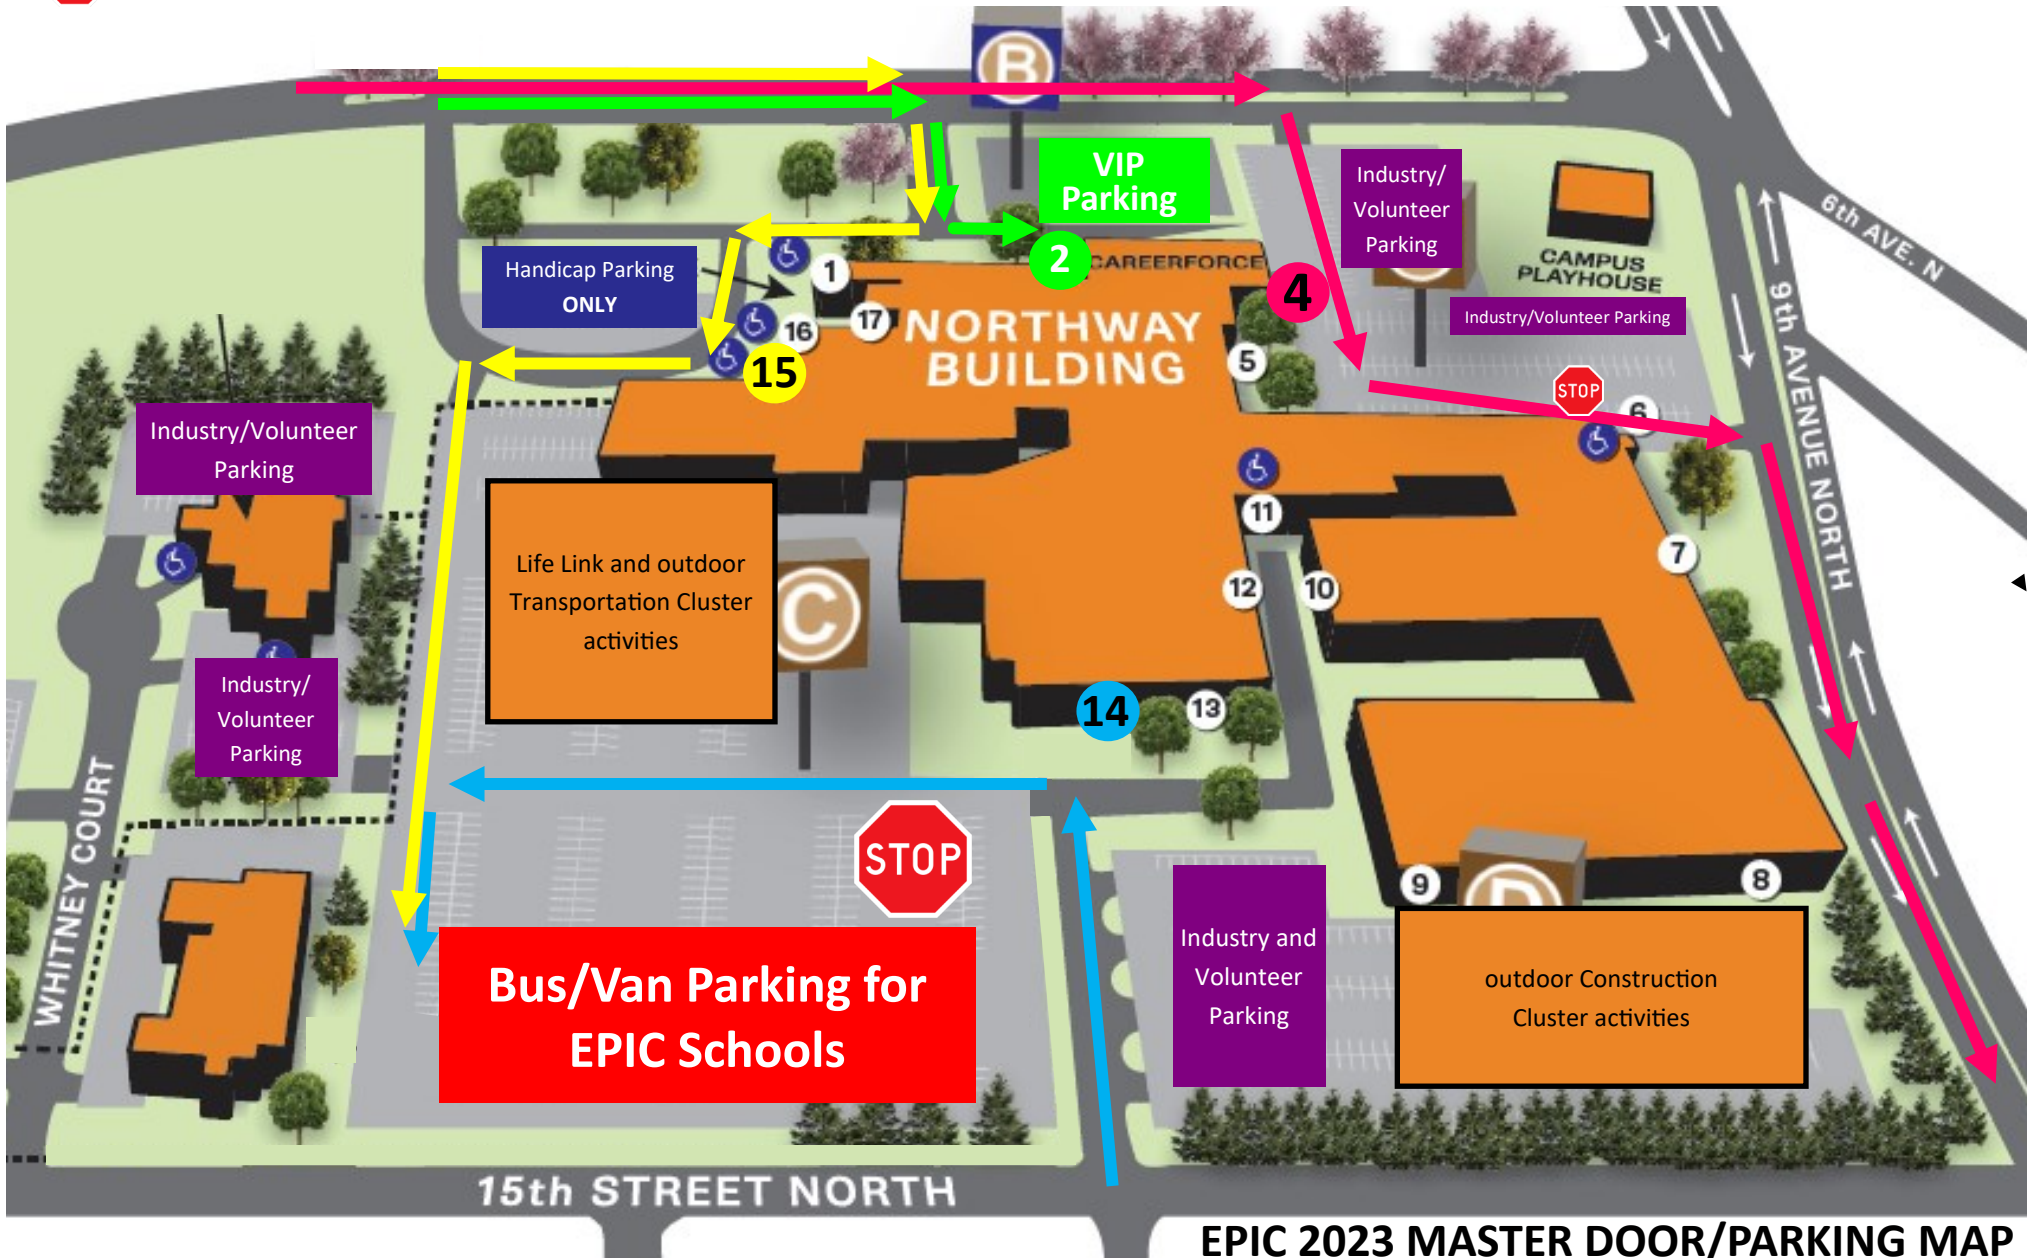 B
VIP
Parking
Industry/
Volunteer
Parking
6th AVE. N
CAMPUS
PLAYHOUSE
Handicap Parking
ONLY
1
2
CAREERFORCE
4
Industry/Volunteer Parking
9th AVENUE NORTH
16
17
NORTHWAY
BUILDING
15
5
STOP
6
Industry/Volunteer
Parking
11
7
Life Link and outdoor
Transportation Cluster
activities
C
12
10
Industry/
Volunteer
Parking
14
13
WHITNEY COURT
STOP
9
D
8
Industry and
Volunteer
Parking
outdoor Construction
Cluster activities
Bus/Van Parking for
EPIC Schools
15th STREET NORTH
EPIC 2023 MASTER DOOR/PARKING MAP